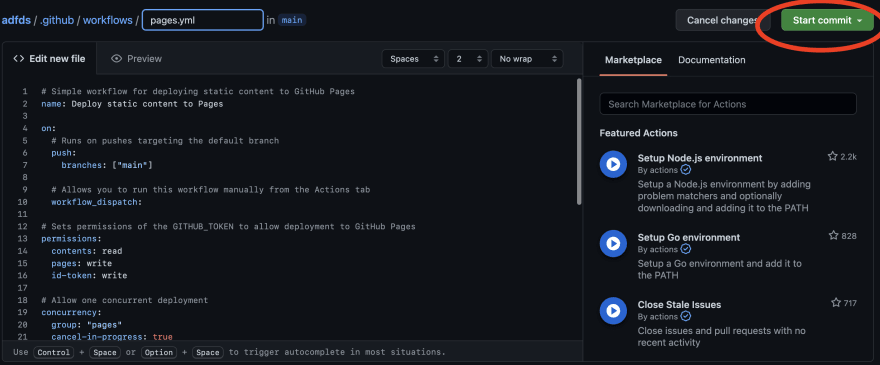 adfds / .github / workflows / pages.yml in main
Cancel changes
Start commit
Edit new file
Preview
Spaces
2
No wrap
1 # Simple workflow for deploying static content to GitHub Pages
2 name: Deploy static content to Pages
3
4 on:
5 # Runs on pushes targeting the default branch
6 push:
7 branches: ["main"]
8
9 # Allows you to run this workflow manually from the Actions tab
10 workflow_dispatch:
11
12 # Sets permissions of the GITHUB_TOKEN to allow deployment to GitHub Pages
13 permissions:
14 contents: read
15 pages: write
16 id-token: write
17
18 # Allow one concurrent deployment
19 concurrency:
20 group: "pages"
21 cancel-in-progress: true
Use Control + Space or Option + Space to trigger autocomplete in most situations.
Marketplace
Documentation
Search Marketplace for Actions
Featured Actions
Setup Node.js environment
2.2k
By actions
Setup a Node.js environment by adding
problem matchers and optionally
downloading and adding it to the PATH
Setup Go environment
828
By actions
Setup a Go environment and add it to
the PATH
Close Stale Issues
717
By actions
Close issues and pull requests with no
recent activity